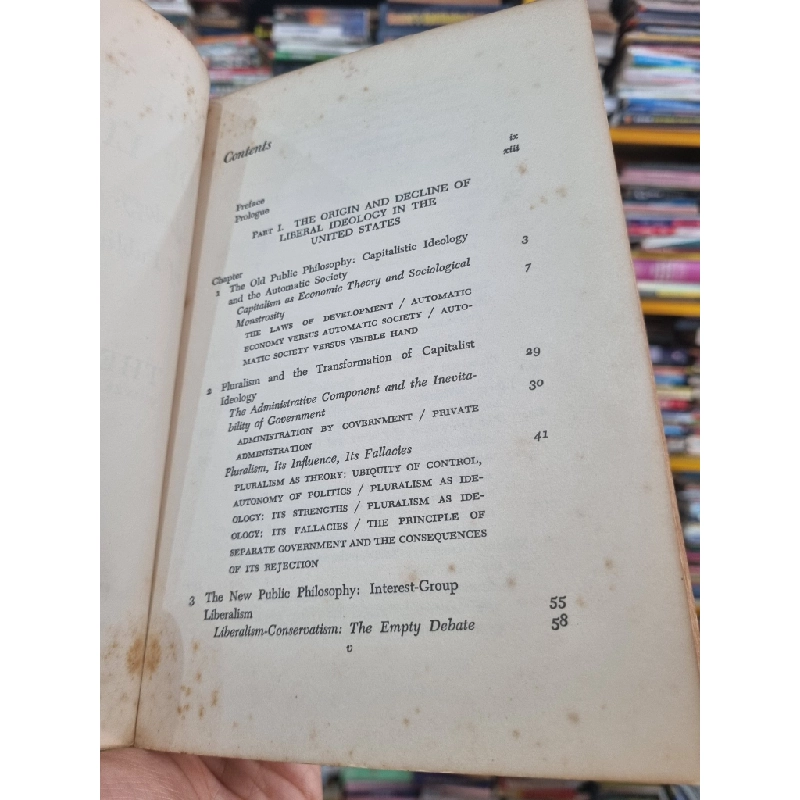 Contents
Preface ix
Prologue xiii
PART I. THE ORIGIN AND DECLINE OF
LIBERAL IDEOLOGY IN THE
UNITED STATES
Chapter
1 The Old Public Philosophy: Capitalistic Ideology
and the Automatic Society 3
Capitalism as Economic Theory and Sociological
Monstrosity 7
THE LAWS OF DEVELOPMENT / AUTOMATIC
ECONOMY VERSUS AUTOMATIC SOCIETY / AUTO-
MATIC SOCIETY VERSUS VISIBLE HAND
2 Pluralism and the Transformation of Capitalist
Ideology 29
The Administrative Component and the Inevita-
bility of Government 30
ADMINISTRATION BY GOVERNMENT / PRIVATE
ADMINISTRATION
Pluralism, Its Influence, Its Fallacies 41
PLURALISM AS THEORY: UBIQUITY OF CONTROL,
AUTONOMY OF POLITICS / PLURALISM AS IDE-
OLOGY: ITS STRENGTHS / PLURALISM AS IDE-
OLOGY: ITS FALLACIES / THE PRINCIPLE OF
SEPARATE GOVERNMENT AND THE CONSEQUENCES
OF ITS REJECTION
3 The New Public Philosophy: Interest-Group
Liberalism 55
Liberalism-Conservatism: The Empty Debate 58